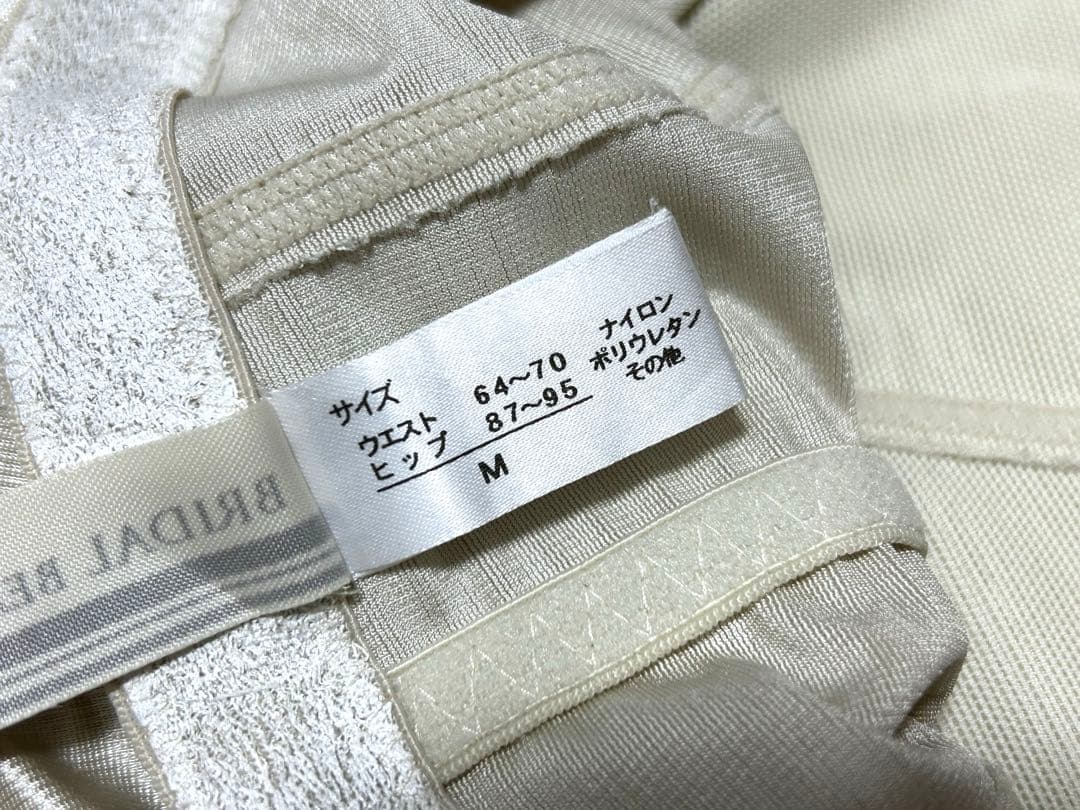 サイズ
ウエスト 64〜70
ヒップ 87〜95
M
ナイロン
ポリウレタン
その他
BRIDAL